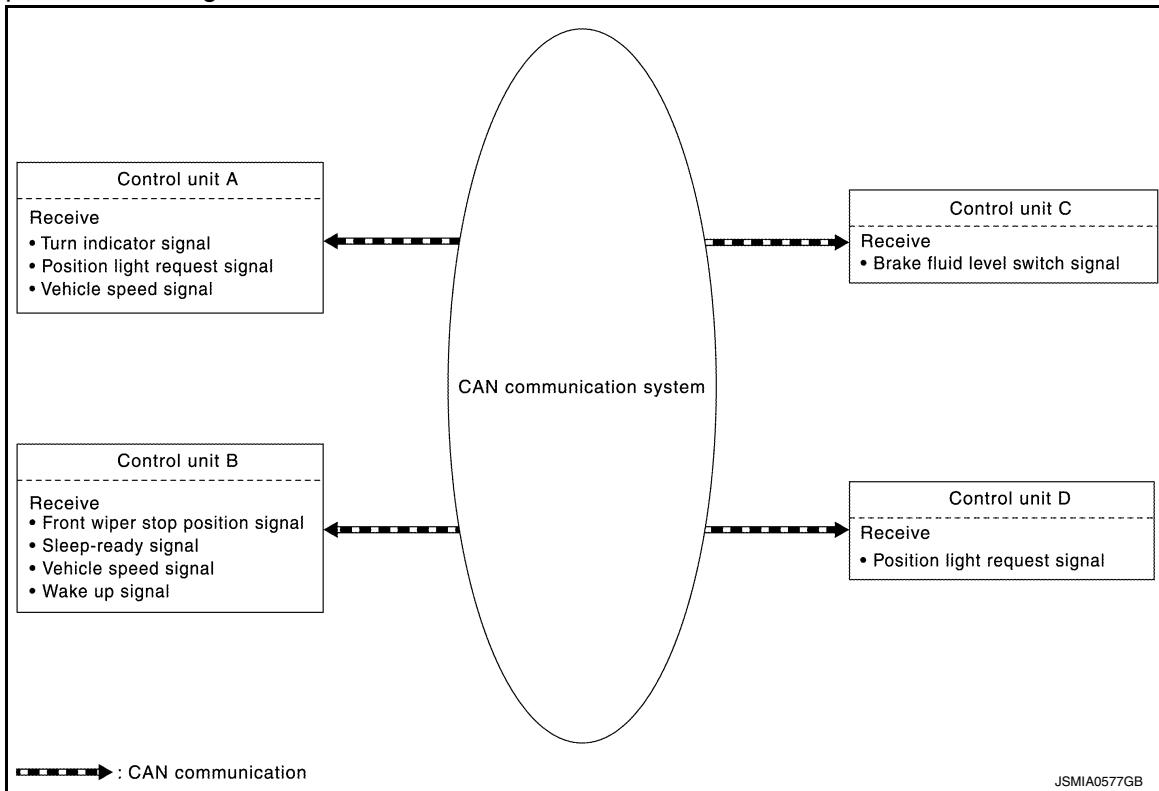 Control unit A
Receive
• Turn indicator signal
• Position light request signal
• Vehicle speed signal
Control unit C
Receive
• Brake fluid level switch signal
CAN communication system
Control unit B
Receive
• Front wiper stop position signal
• Sleep-ready signal
• Vehicle speed signal
• Wake up signal
Control unit D
Receive
• Position light request signal
: CAN communication
JSMIA0577GB